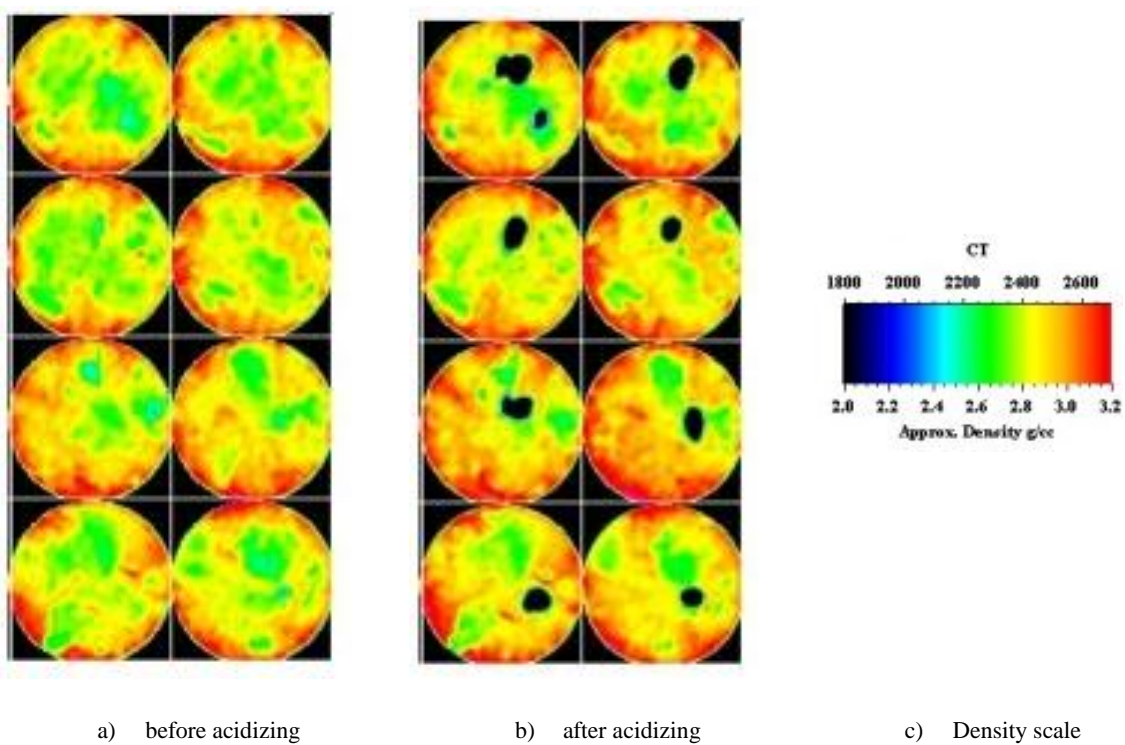 CT
1800 2000 2200 2400 2600
2.0 2.2 2.4 2.6 2.8 3.0 3.2
Approx. Density g/cc
a) before acidizing b) after acidizing c) Density scale